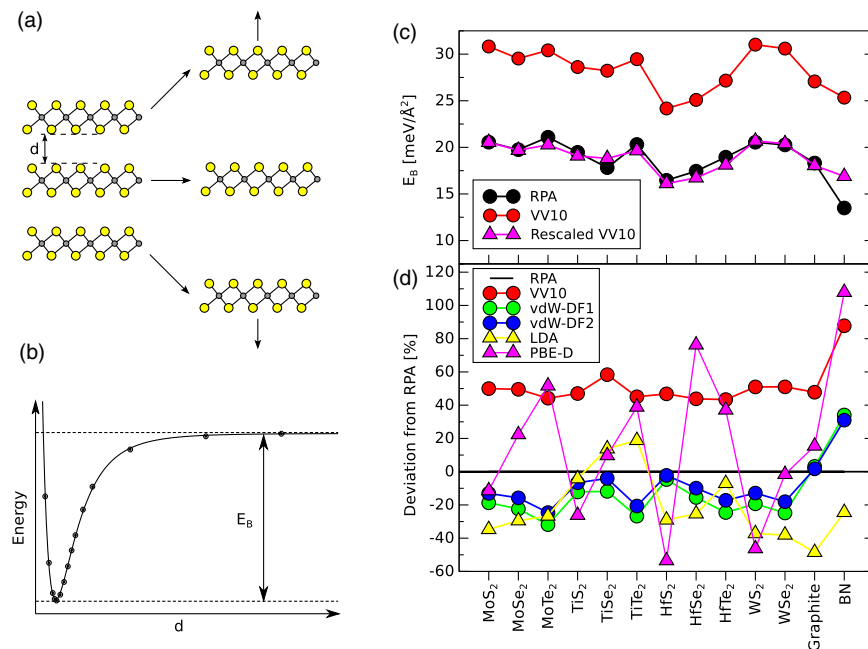 (a)
d
(b)
Energy
E_B
d
(c)
E_B [meV/Å²]
30
25
20
15
10
RPA
VV10
Rescaled VV10
(d)
Deviation from RPA [%]
120
100
80
60
40
20
0
-20
-40
-60
RPA
VV10
vdW-DF1
vdW-DF2
LDA
PBE-D
MoS₂
MoSe₂
MoTe₂
TiS₂
TiSe₂
TiTe₂
HfS₂
HfSe₂
HfTe₂
WS₂
WSe₂
Graphite
BN